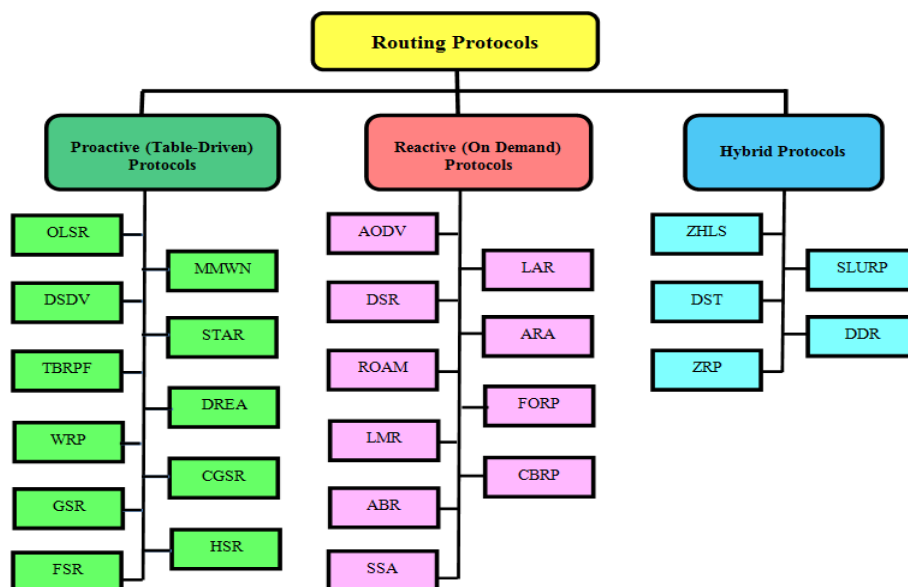 Routing Protocols
Proactive (Table-Driven)
Protocols
Reactive (On Demand)
Protocols
Hybrid Protocols
OLSR
MMWN
DSDV
STAR
TBRPF
DREA
WRP
CGSR
GSR
HSR
FSR
AODV
LAR
DSR
ARA
ROAM
FORP
LMR
CBRP
ABR
SSA
ZHLS
SLURP
DST
DDR
ZRP